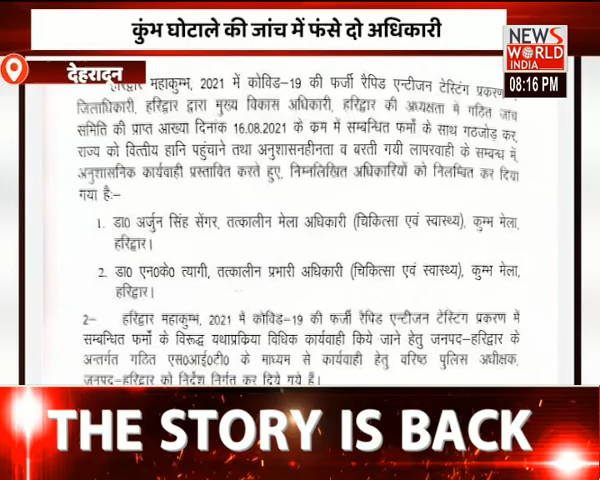 कुंभ घोटाले की जांच में फंसे दो अधिकारी
NEWS
WORLD
INDIA
देहरादून
08:16 PM
हरिद्वार महाकुम्भ, 2021 में कोविड-19 की फर्जी रैपिड एन्टीजन टेस्टिंग प्रकरण
जिलाधिकारी, हरिद्वार द्वारा मुख्य विकास अधिकारी, हरिद्वार की अध्यक्षता में गठित जांच
समिति की प्राप्त आख्या दिनांक 16.08.2021 के क्रम में सम्बन्धित फर्मों के साथ गठजोड़ कर,
राज्य को वित्तीय हानि पहुंचाने तथा अनुशासनहीनता व बरती गयी लापरवाही के सम्बन्ध में
अनुशासनिक कार्यवाही प्रस्तावित करते हुए, निम्नलिखित अधिकारियों को निलम्बित कर दिया
गया है:-
1. डा0 अर्जुन सिंह सेंगर, तत्कालीन मेला अधिकारी (चिकित्सा एवं स्वास्थ्य), कुम्भ मेला,
हरिद्वार।
2. डा0 एन0के0 त्यागी, तत्कालीन प्रभारी अधिकारी (चिकित्सा एवं स्वास्थ्य), कुम्भ मेला,
हरिद्वार।
2- हरिद्वार महाकुम्भ, 2021 में कोविड-19 की फर्जी रैपिड एन्टीजन टेस्टिंग प्रकरण में
सम्बन्धित फर्मों के विरूद्ध यथाप्रक्रिया विधिक कार्यवाही किये जाने हेतु जनपद-हरिद्वार के
अन्तर्गत गठित एस0आई0टी0 के माध्यम से कार्यवाही हेतु वरिष्ठ पुलिस अधीक्षक,
जनपद-हरिद्वार को निर्देश निर्गत कर दिये गये हैं।
THE STORY IS BACK